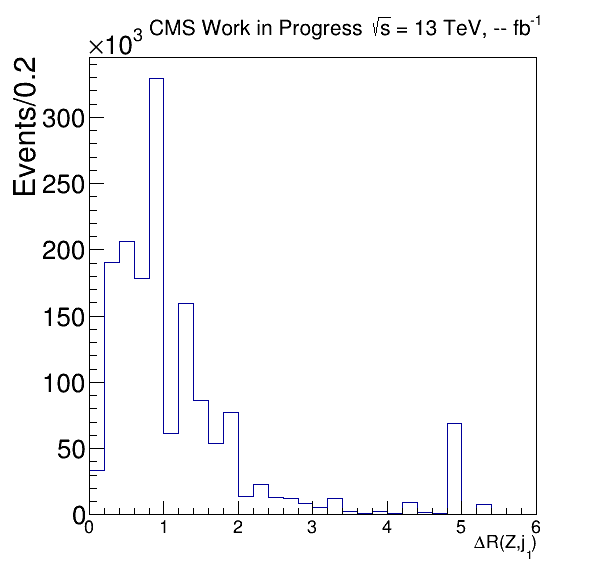 ×10³ CMS Work in Progress √s = 13 TeV, -- fb⁻¹
Events/0.2
300
250
200
150
100
50
0
0 1 2 3 4 5 6
ΔR(Z,j₁)